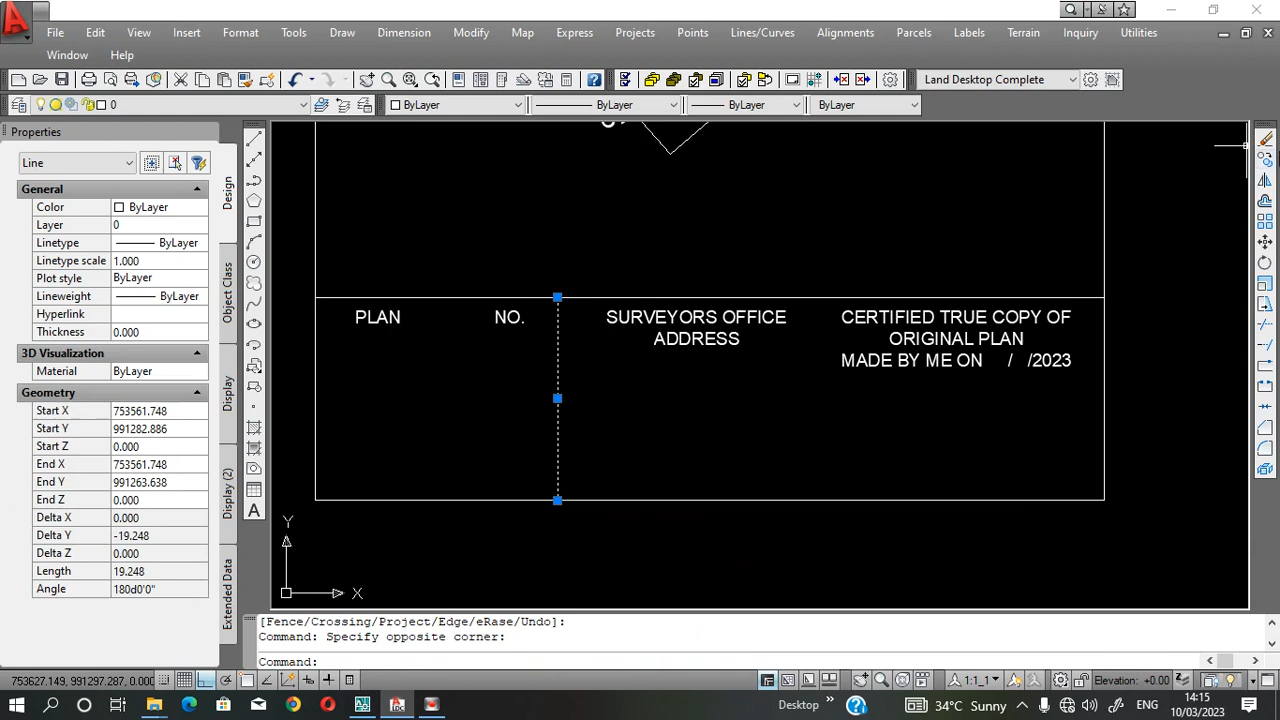 File Edit View Insert Format Tools Draw Dimension Modify Map Express Projects Points Lines/Curves Alignments Parcels Labels Terrain Inquiry Utilities
Window Help
Land Desktop Complete
0 ByLayer ByLayer ByLayer ByLayer
Properties
Line
General
Color ByLayer
Layer 0
Linetype ByLayer
Linetype scale 1.000
Plot style ByLayer
Lineweight ByLayer
Hyperlink
Thickness 0.000
3D Visualization
Material ByLayer
Geometry
Start X 753561.748
Start Y 991282.886
Start Z 0.000
End X 753561.748
End Y 991263.638
End Z 0.000
Delta X 0.000
Delta Y -19.248
Delta Z 0.000
Length 19.248
Angle 180d0'0"
Design
Object Class
Display
Display (2)
Extended Data
PLAN NO. SURVEYORS OFFICE CERTIFIED TRUE COPY OF
ADDRESS ORIGINAL PLAN
MADE BY ME ON / /2023
Y
X
[Fence/Crossing/Project/Edge/eRase/Undo]:
Command: Specify opposite corner:
Command:
753627.149, 991297.287, 0.000 1:1_1 Elevation: +0.00
Desktop 34°C Sunny ENG 14:15
10/03/2023